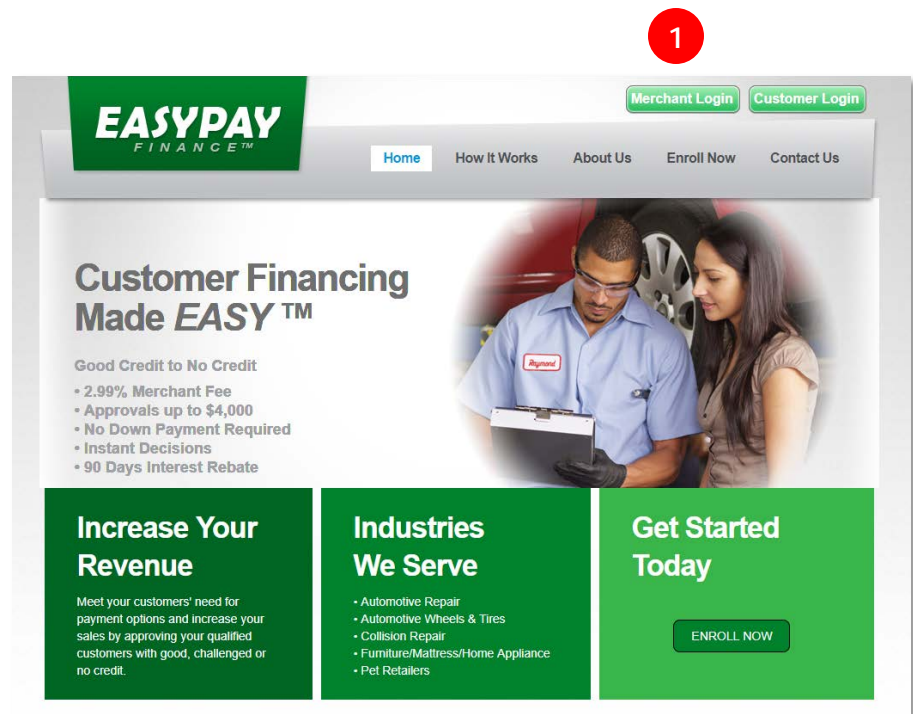 1
Merchant Login Customer Login
EASYPAY
FINANCE™
Home How It Works About Us Enroll Now Contact Us
Customer Financing
Made EASY ™
Good Credit to No Credit
• 2.99% Merchant Fee
• Approvals up to $4,000
• No Down Payment Required
• Instant Decisions
• 90 Days Interest Rebate
Raymond
Increase Your
Revenue
Meet your customers' need for
payment options and increase your
sales by approving your qualified
customers with good, challenged or
no credit.
Industries
We Serve
• Automotive Repair
• Automotive Wheels & Tires
• Collision Repair
• Furniture/Mattress/Home Appliance
• Pet Retailers
Get Started
Today
ENROLL NOW